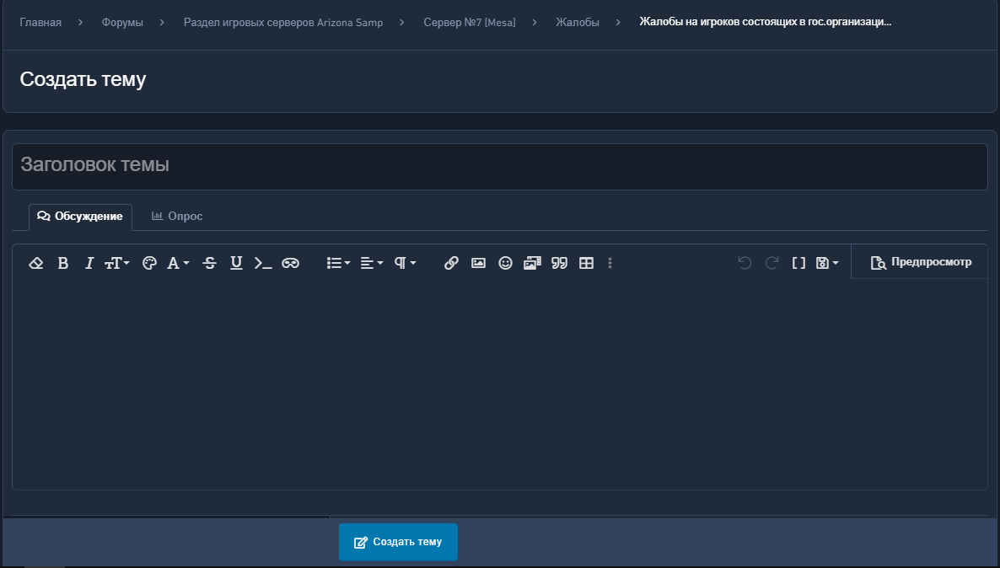 Главная > Форумы > Раздел игровых серверов Arizona Samp > Сервер №7 [Mesa] > Жалобы > Жалобы на игроков состоящих в гос.организаци...
Создать тему
Заголовок темы
Обсуждение Опрос
Предпросмотр
Создать тему